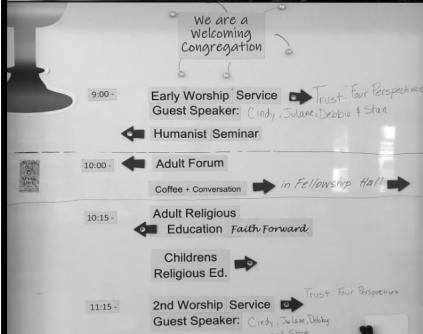 We are a
Welcoming
Congregation
9:00 - Early Worship Service Trust: Four Perspectives
Guest Speaker: Cindy, Julane, Debbie & Stan
Humanist Seminar
10:00 - Adult Forum
Coffee + Conversation in Fellowship Hall
10:15 - Adult Religious
Education Faith Forward
Childrens
Religious Ed.
Trust Four Perspectives
11:15 - 2nd Worship Service
Guest Speaker: Cindy, Julane, Debby